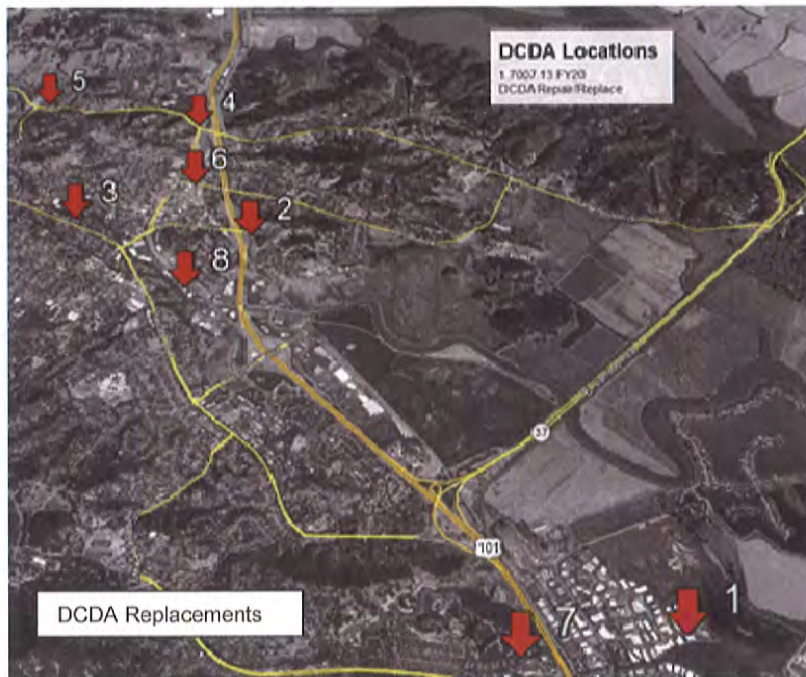 DCDA Locations
1.7007.13 FY20
DCDA Repair/Replace
5
4
6
3
2
8
37
101
DCDA Replacements
7
1